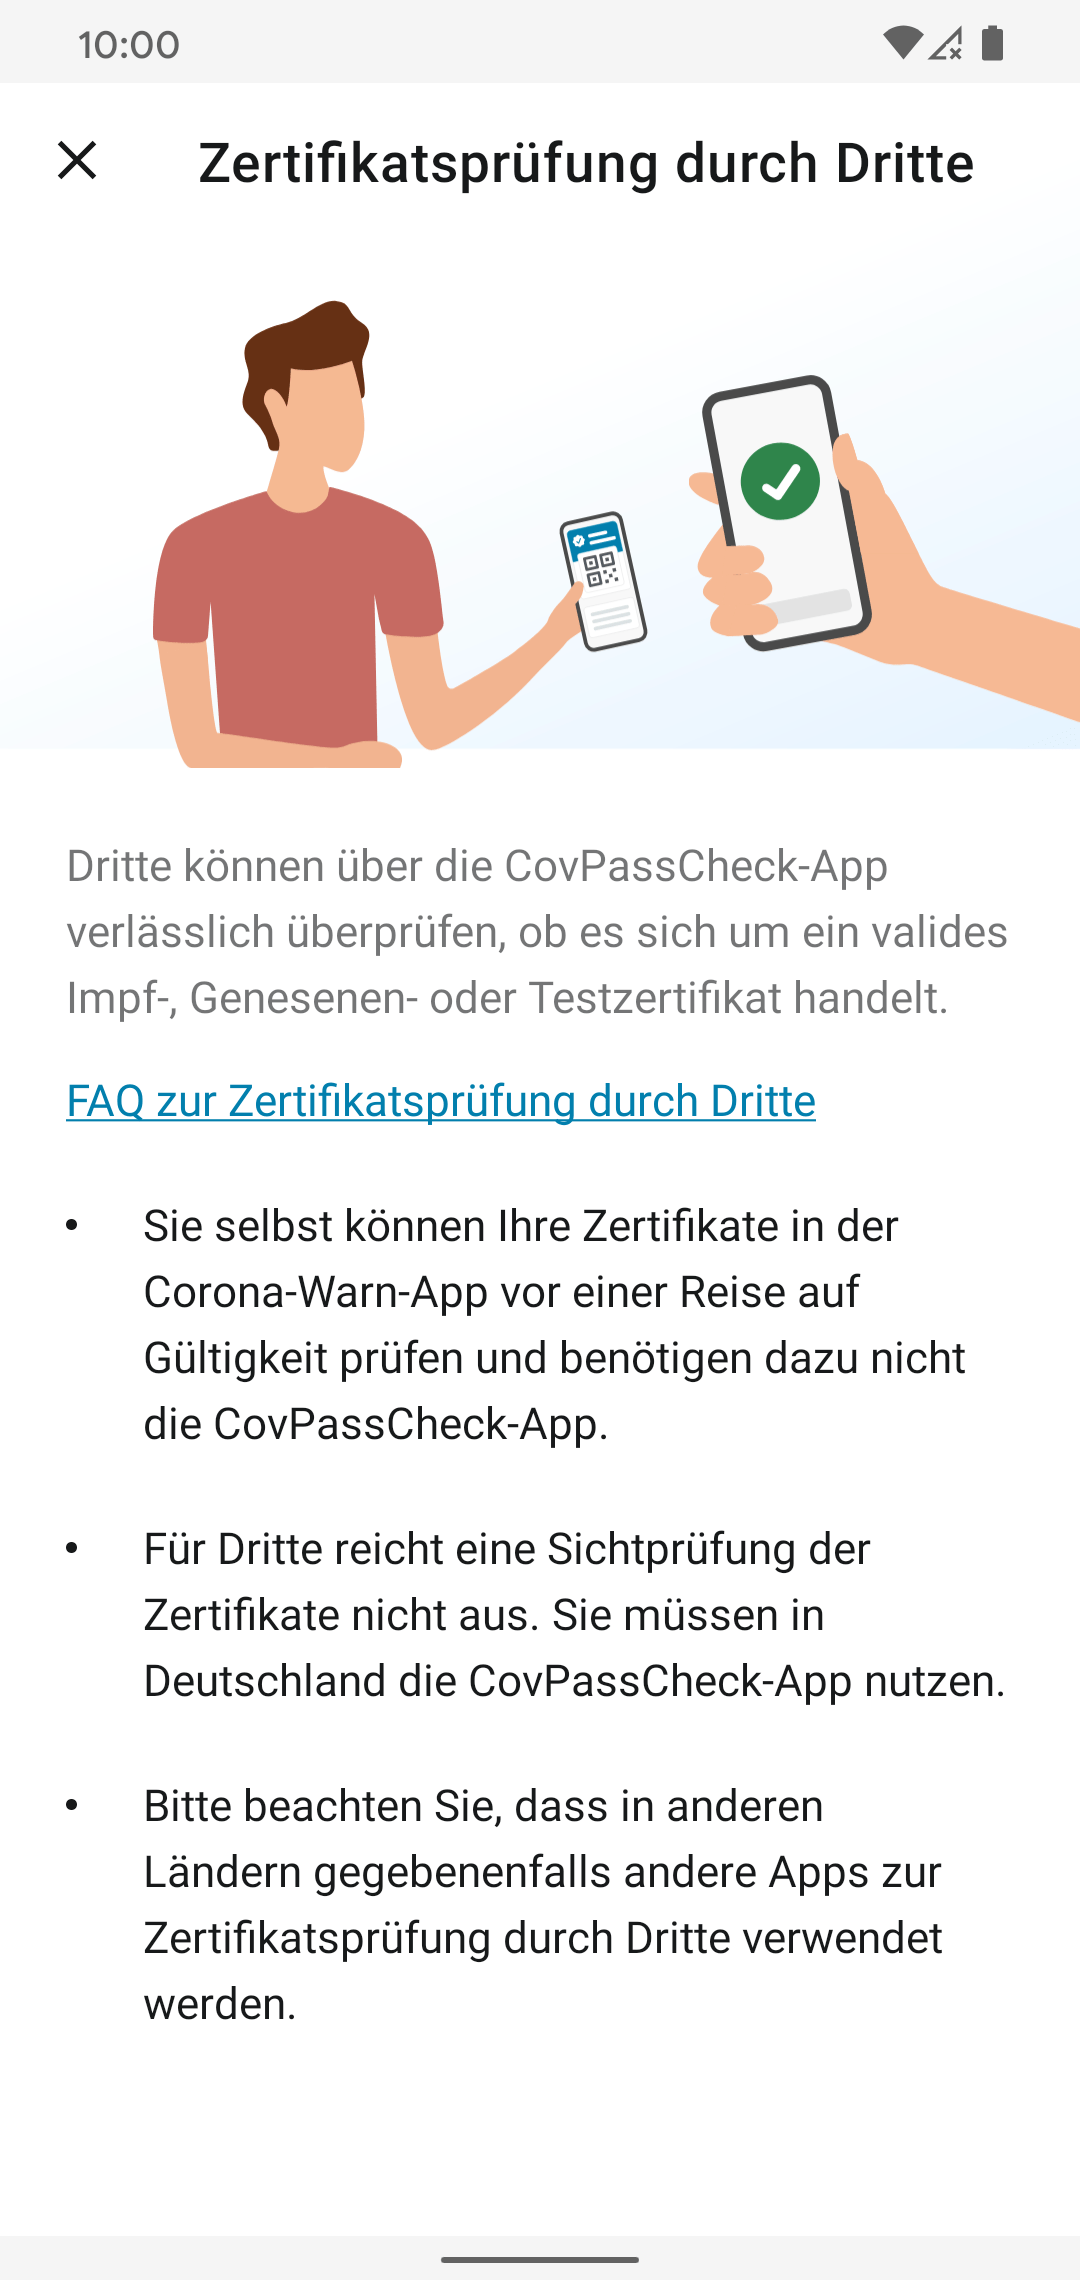 10:00
Zertifikatsprüfung durch Dritte
Dritte können über die CovPassCheck-App
verlässlich überprüfen, ob es sich um ein valides
Impf-, Genesenen- oder Testzertifikat handelt.
FAQ zur Zertifikatsprüfung durch Dritte
• Sie selbst können Ihre Zertifikate in der
Corona-Warn-App vor einer Reise auf
Gültigkeit prüfen und benötigen dazu nicht
die CovPassCheck-App.
• Für Dritte reicht eine Sichtprüfung der
Zertifikate nicht aus. Sie müssen in
Deutschland die CovPassCheck-App nutzen.
• Bitte beachten Sie, dass in anderen
Ländern gegebenenfalls andere Apps zur
Zertifikatsprüfung durch Dritte verwendet
werden.